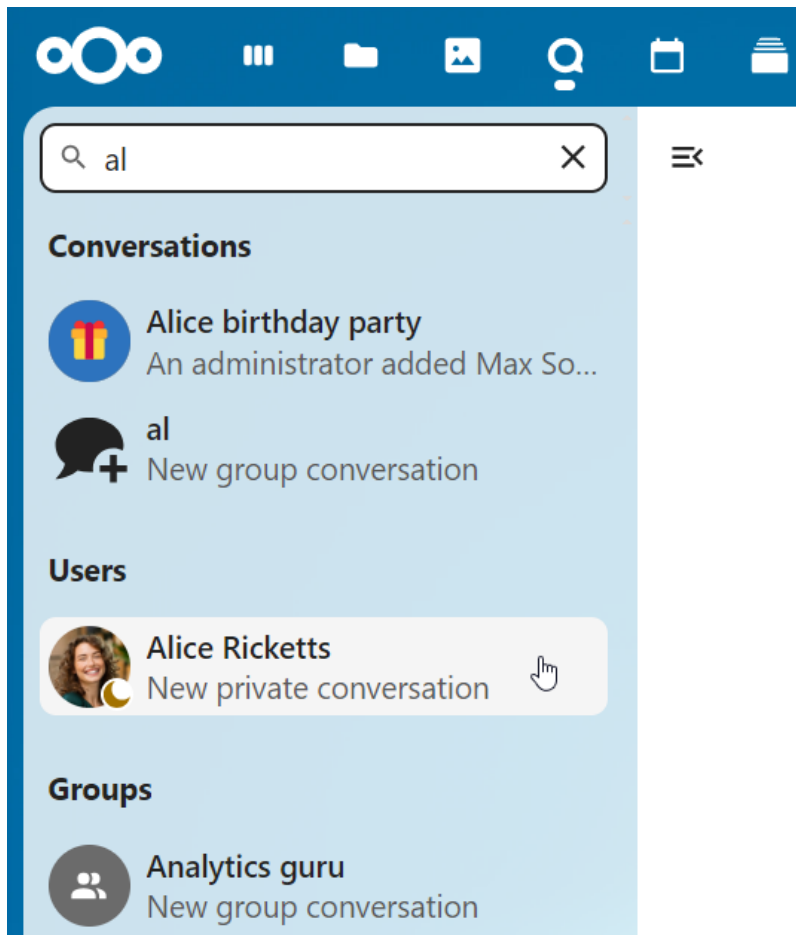 al
Conversations
Alice birthday party
An administrator added Max So...
al
New group conversation
Users
Alice Ricketts
New private conversation
Groups
Analytics guru
New group conversation